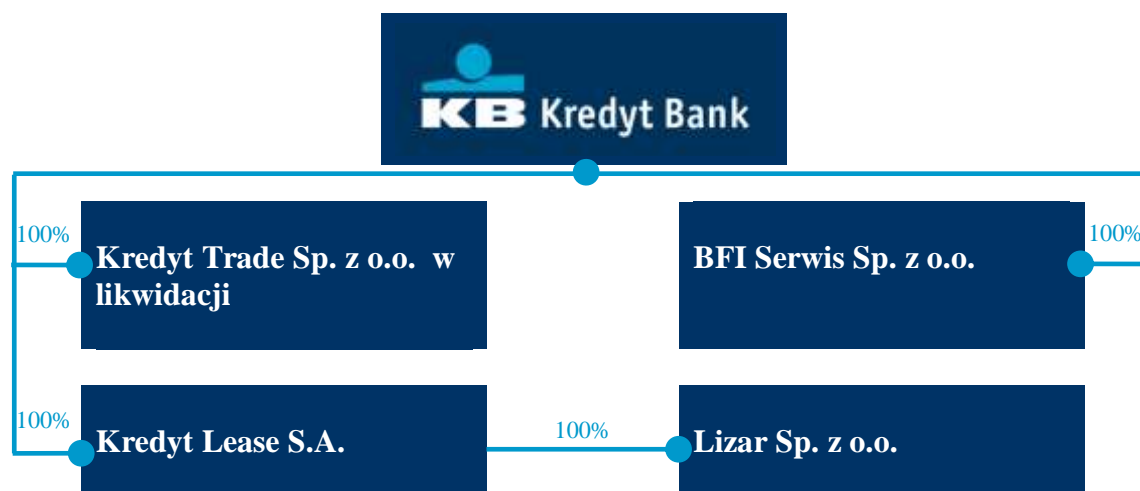 KB Kredyt Bank
100%
Kredyt Trade Sp. z o.o. w
likwidacji
BFI Serwis Sp. z o.o.
100%
100%
Kredyt Lease S.A.
100%
Lizar Sp. z o.o.